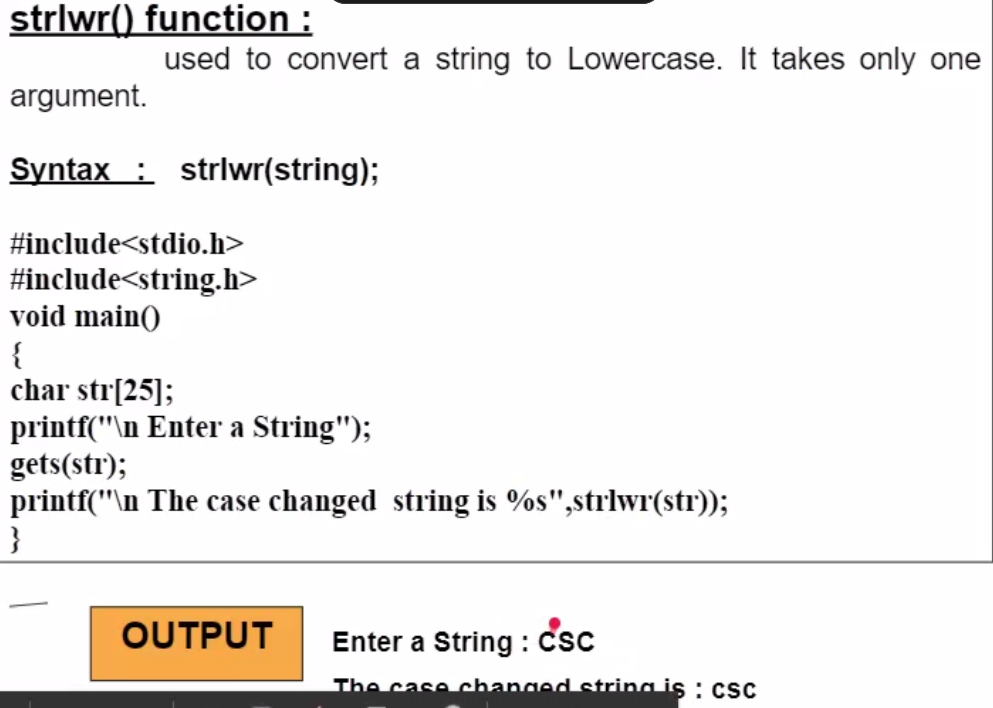 strlwr() function :
used to convert a string to Lowercase. It takes only one
argument.
Syntax : strlwr(string);
#include<stdio.h>
#include<string.h>
void main()
{
char str[25];
printf("\n Enter a String");
gets(str);
printf("\n The case changed string is %s",strlwr(str));
}
OUTPUT
Enter a String : CSC
The case changed string is : csc